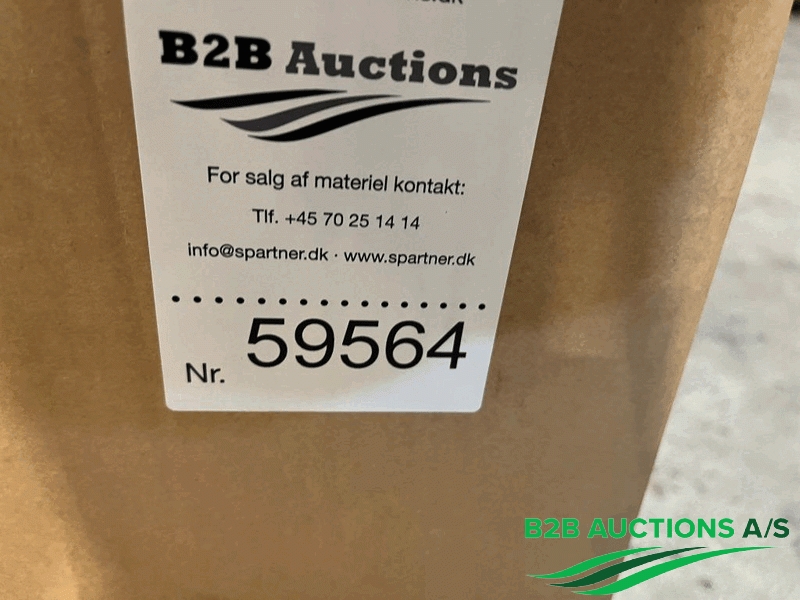 B2B Auctions
For salg af materiel kontakt:
Tlf. +45 70 25 14 14
info@spartner.dk · www.spartner.dk
Nr. 59564
B2B AUCTIONS A/S